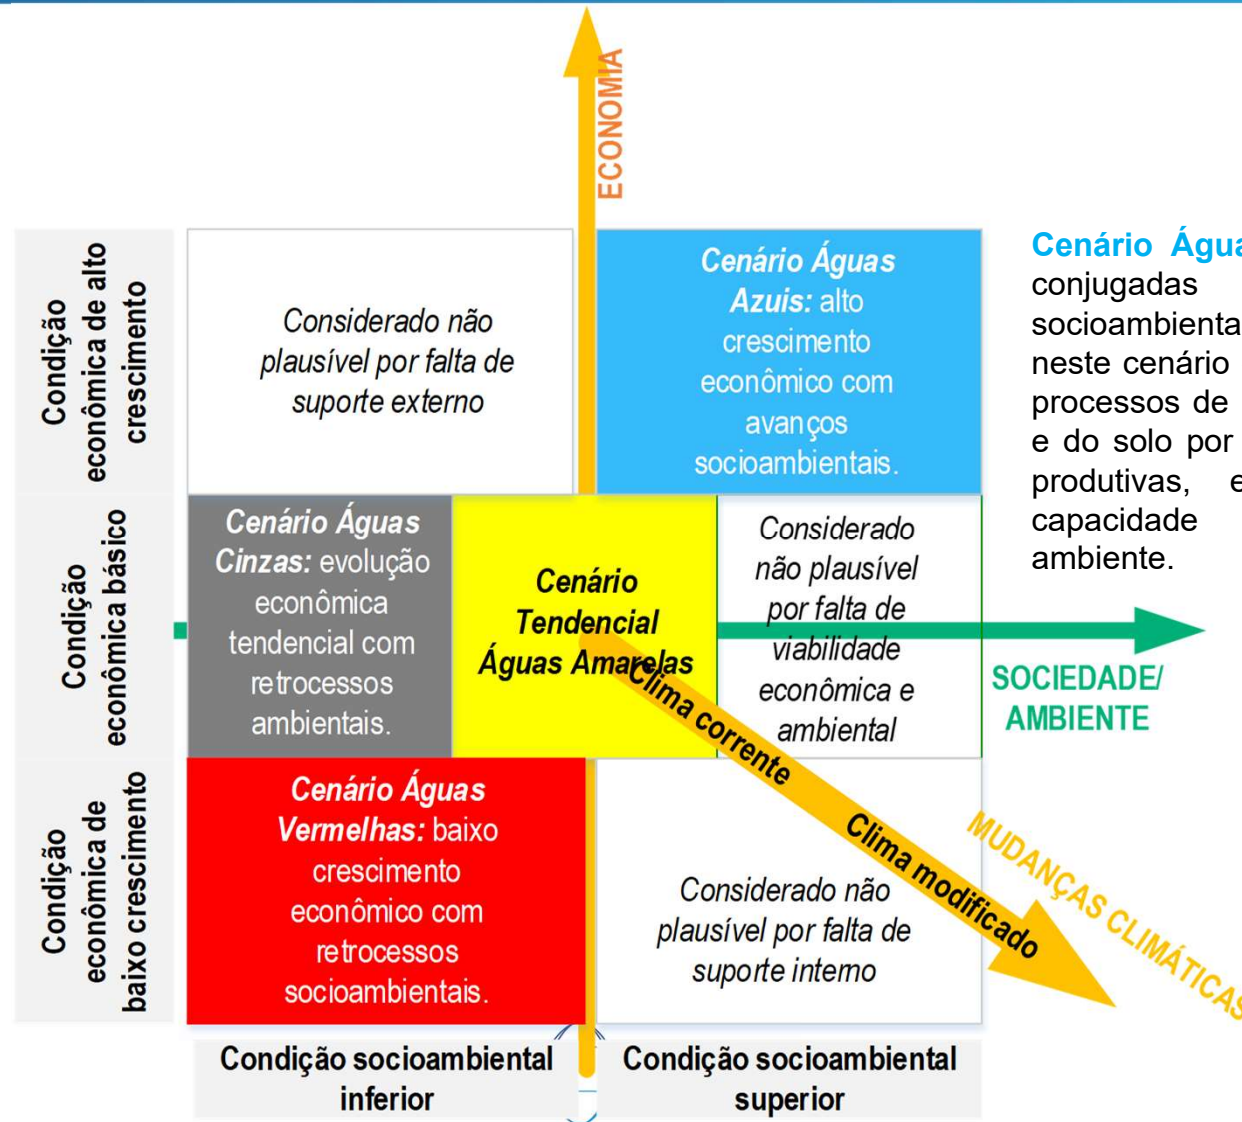 ECONOMIA
Condição
econômica de alto
crescimento
Considerado não
plausível por falta de
suporte externo
Cenário Águas
Azuis: alto
crescimento
econômico com
avanços
socioambientais.
Condição
econômica básico
Cenário Águas
Cinzas: evolução
econômica
tendencial com
retrocessos
ambientais.
Cenário
Tendencial
Águas Amarelas
Considerado
não plausível
por falta de
viabilidade
econômica e
ambiental
SOCIEDADE/
AMBIENTE
Condição
econômica de
baixo crescimento
Cenário Águas
Vermelhas: baixo
crescimento
econômico com
retrocessos
socioambientais.
Considerado não
plausível por falta de
suporte interno
Clima corrente
Clima modificado
MUDANÇAS CLIMÁTICAS
Condição socioambiental
inferior
Condição socioambiental
superior
Cenário
conjugadas
neste cenário
processos de
e do solo por
produtivas,
capacidade
ambiente.